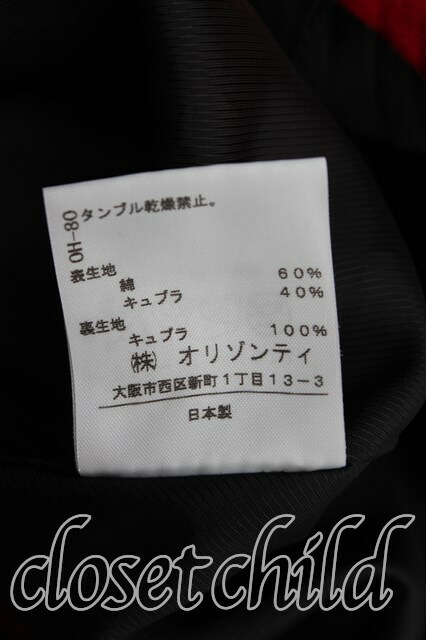 OH-80
タンブル乾燥禁止。
表生地
綿 60%
キュプラ 40%
裏生地
キュプラ 100%
㈱ オリゾンティ
大阪市西区新町1丁目13-3
日本製
closet child